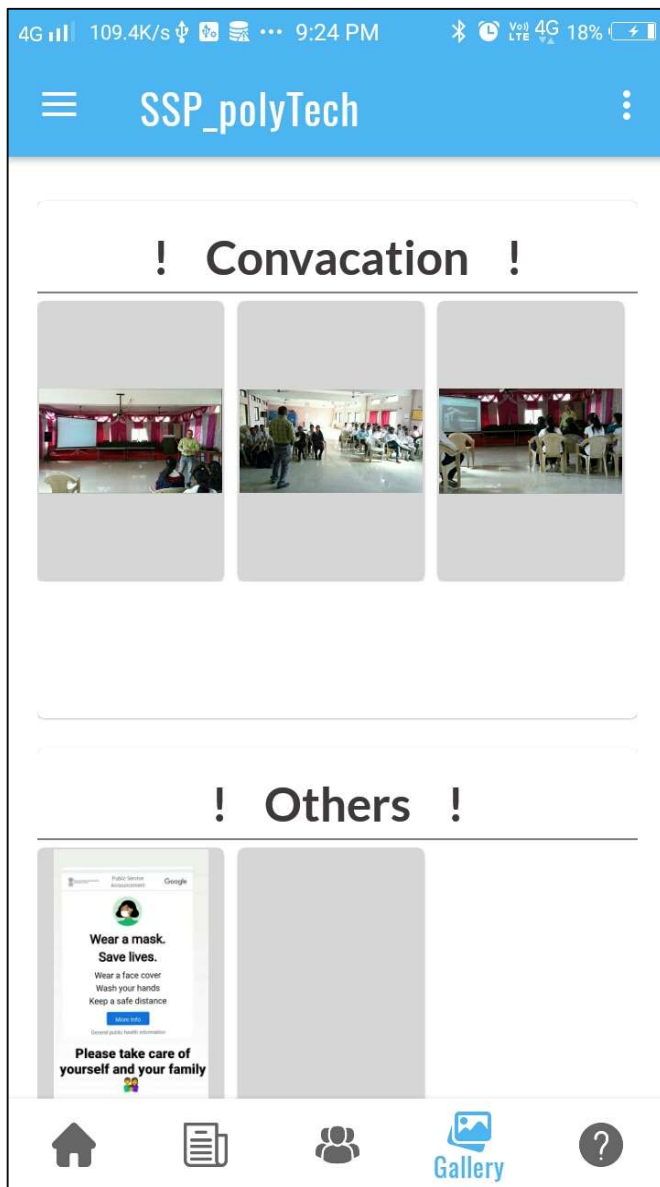 4G 109.4K/s 9:24 PM VoLTE 4G 18%
SSP_polyTech
! Convacation !
! Others !
Public Service
Announcement
Google
Wear a mask.
Save lives.
Wear a face cover
Wash your hands
Keep a safe distance
More Info
General public health information
Please take care of
yourself and your family
Gallery